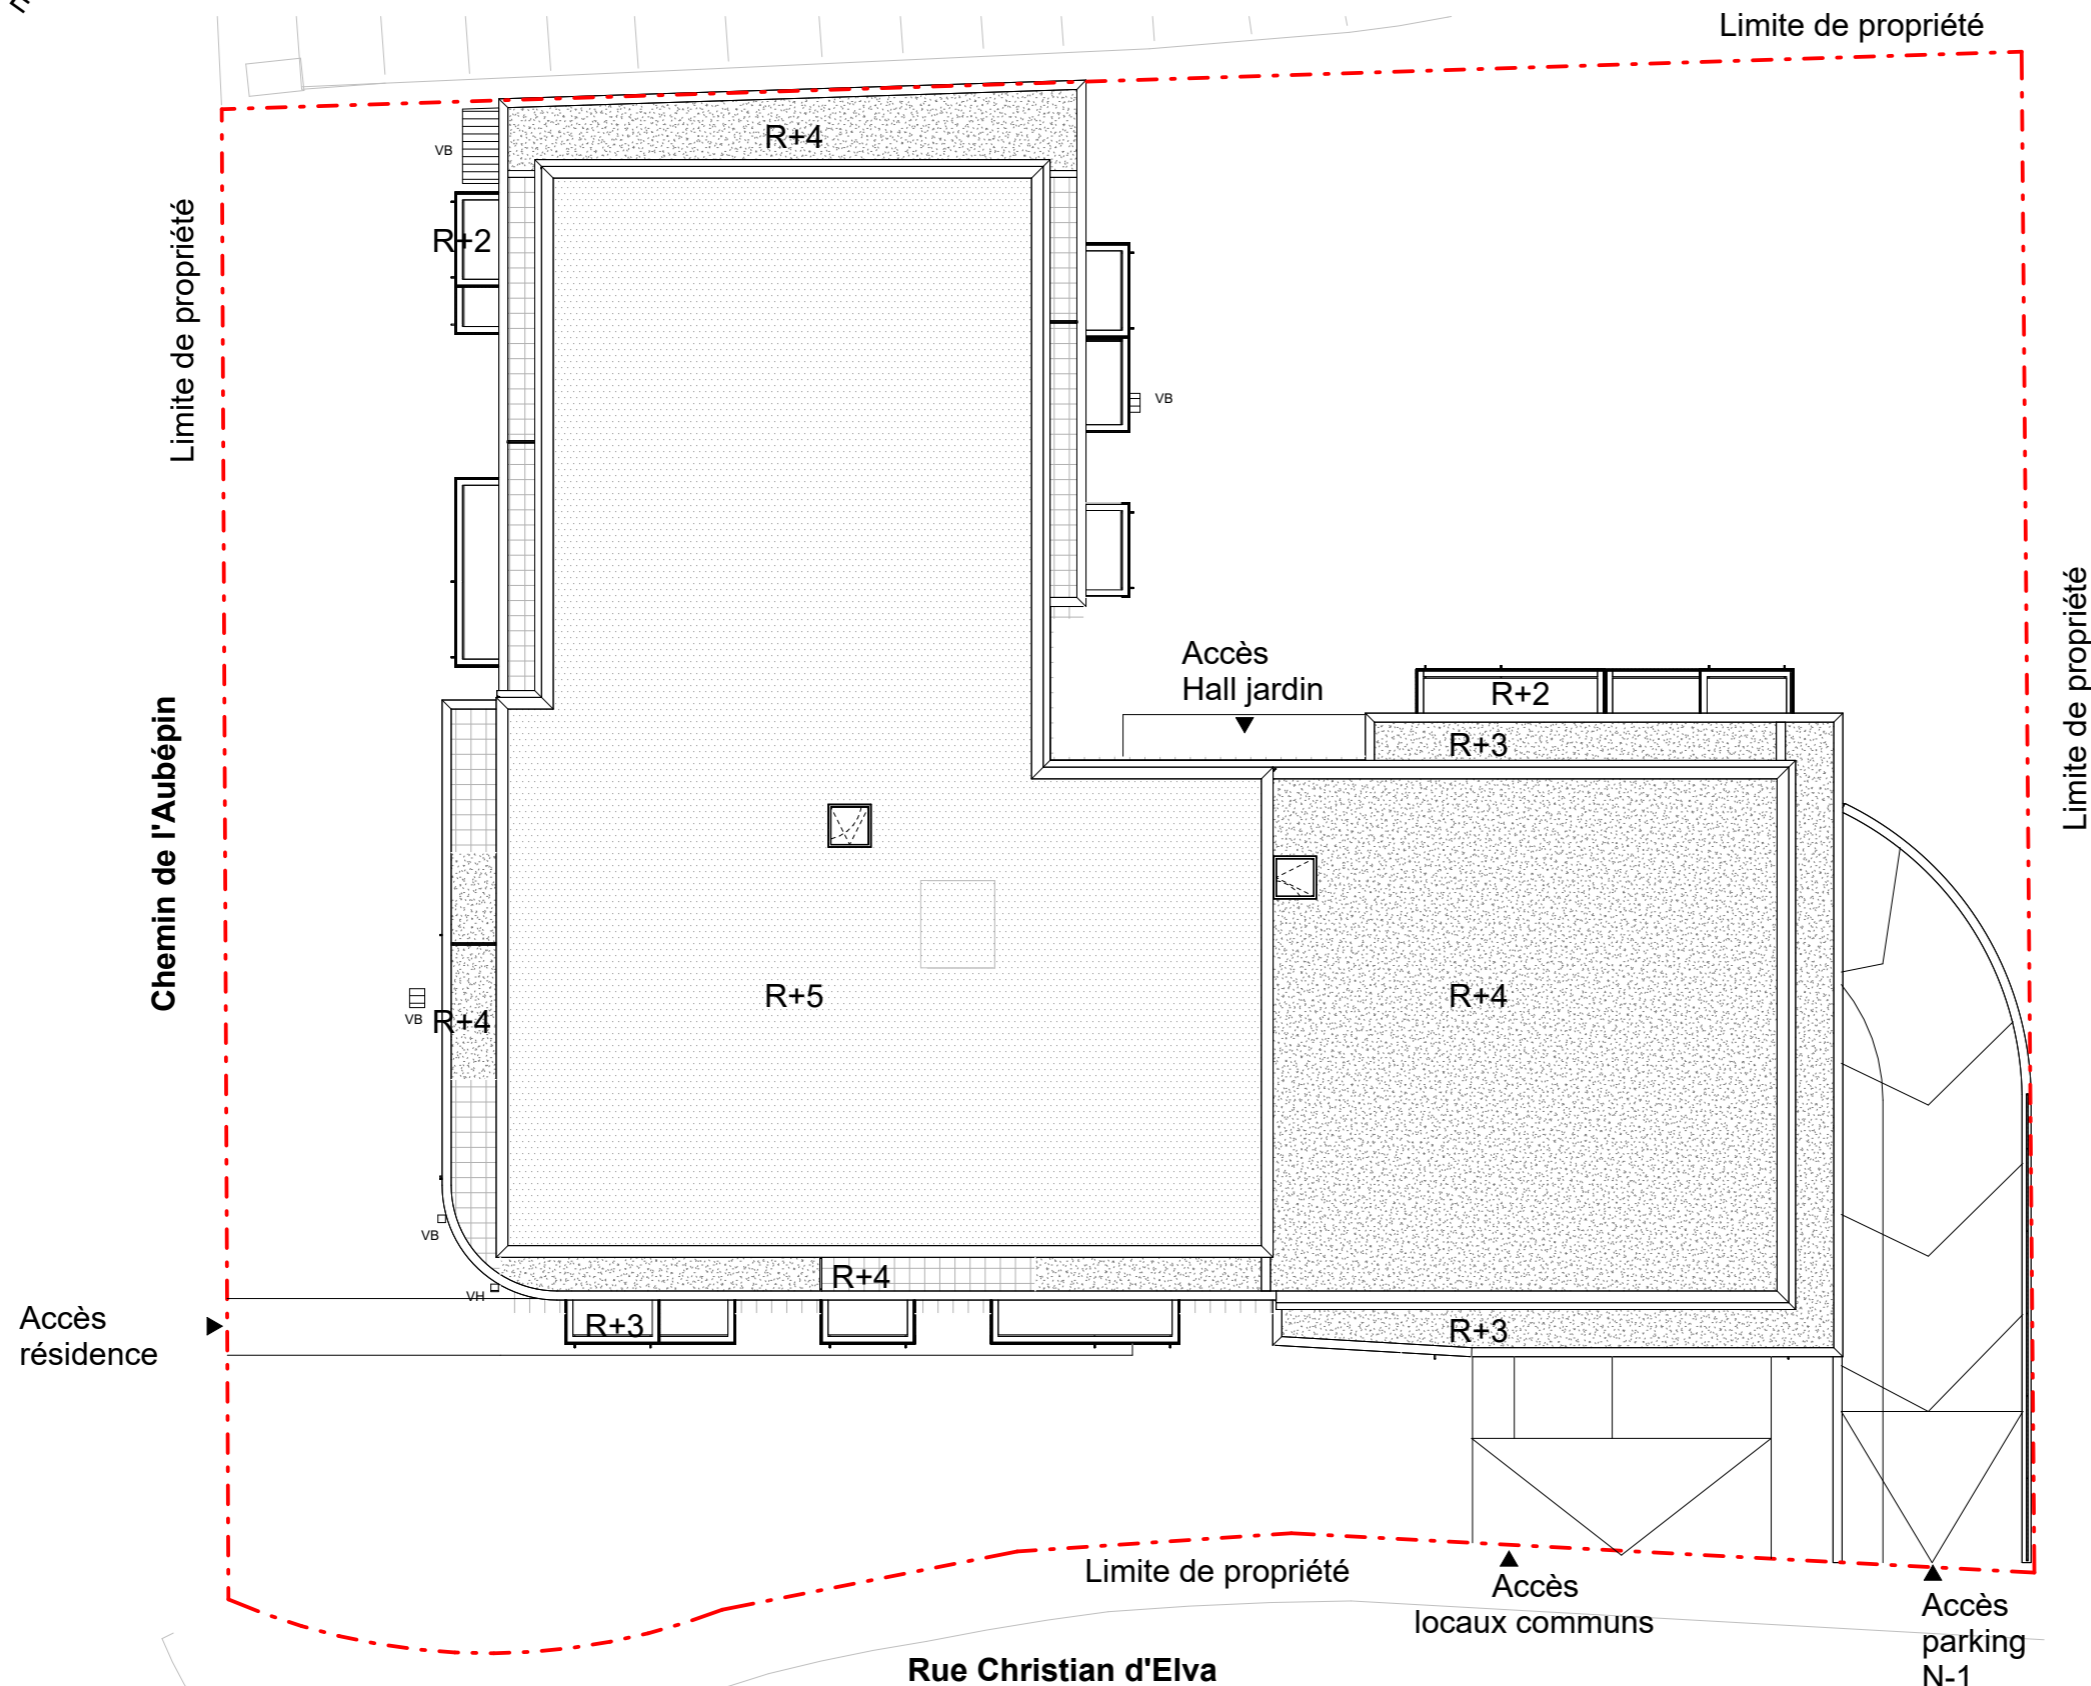 Limite de propriété
R+4
VB
R+2
Limite de propriété
VB
Limite de propriété
Accès
Hall jardin
R+2
R+3
Chemin de l'Aubépin
R+5
R+4
VB
R+4
VB
R+4
VH
Accès
résidence
R+3
R+3
Limite de propriété
Accès
locaux communs
Accès
parking
N-1
Rue Christian d'Elva